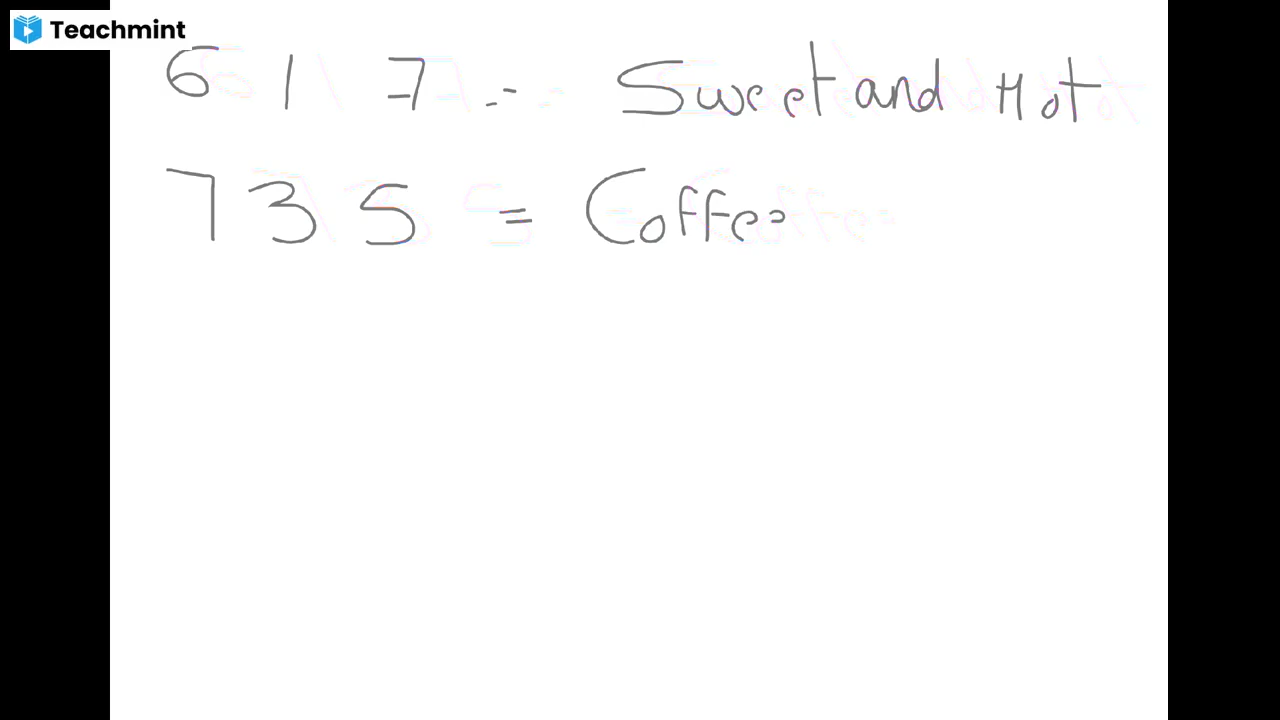 Teachmint
6 1 7 = Sweet and Hot
7 3 5 = Coffee